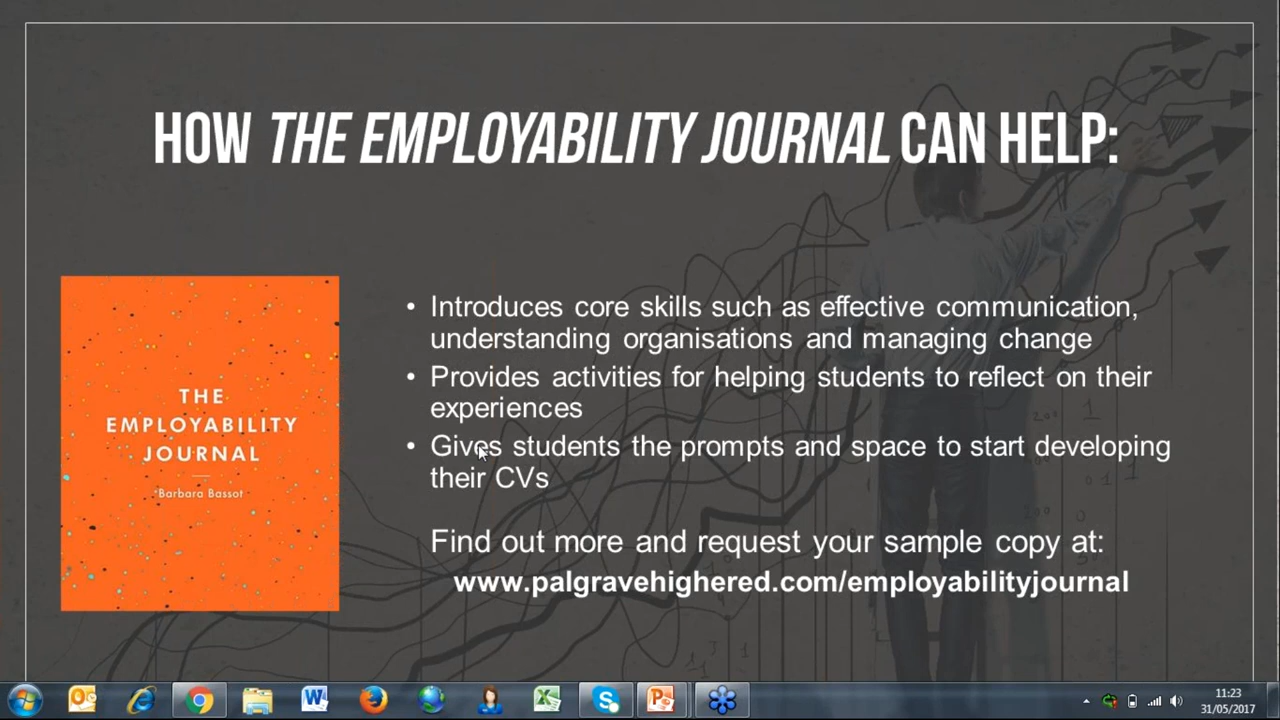 HOW THE EMPLOYABILITY JOURNAL CAN HELP:
THE
EMPLOYABILITY
JOURNAL
Barbara Bassot
• Introduces core skills such as effective communication,
understanding organisations and managing change
• Provides activities for helping students to reflect on their
experiences
• Gives students the prompts and space to start developing
their CVs
Find out more and request your sample copy at:
www.palgravehighered.com/employabilityjournal
11:23
31/05/2017